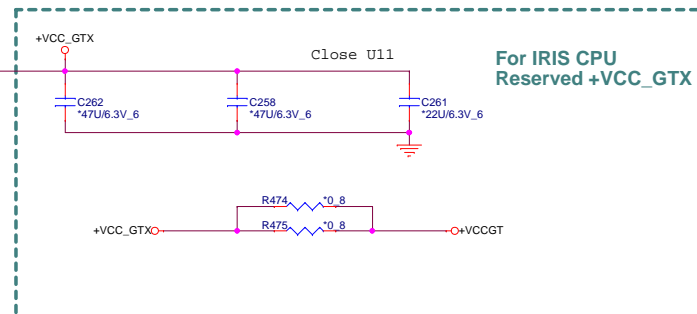 +VCC_GTX
Close U11
For IRIS CPU
Reserved +VCC_GTX
C262
*47U/6.3V_6
C258
*47U/6.3V_6
C261
*22U/6.3V_6
R474 *0_8
R475 *0_8
+VCC_GTX
+VCCGT